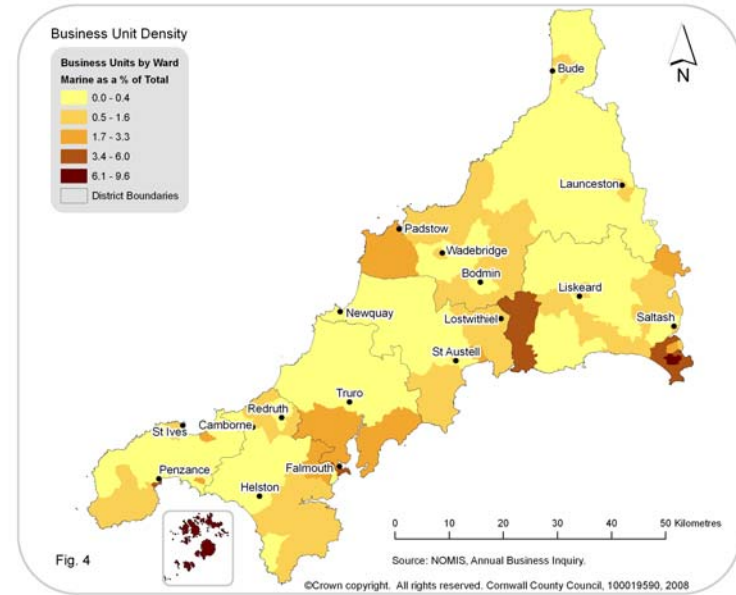 Business Unit Density
Business Units by Ward
Marine as a % of Total
0.0 - 0.4
0.5 - 1.6
1.7 - 3.3
3.4 - 6.0
6.1 - 9.6
District Boundaries
N
Bude
Launceston
Padstow
Wadebridge
Bodmin
Liskeard
Newquay
Lostwithiel
Saltash
St Austell
Truro
Redruth
Camborne
St Ives
Falmouth
Penzance
Helston
0 10 20 30 40 50 Kilometres
Fig. 4
Source: NOMIS, Annual Business Inquiry.
©Crown copyright. All rights reserved. Cornwall County Council, 100019590, 2008